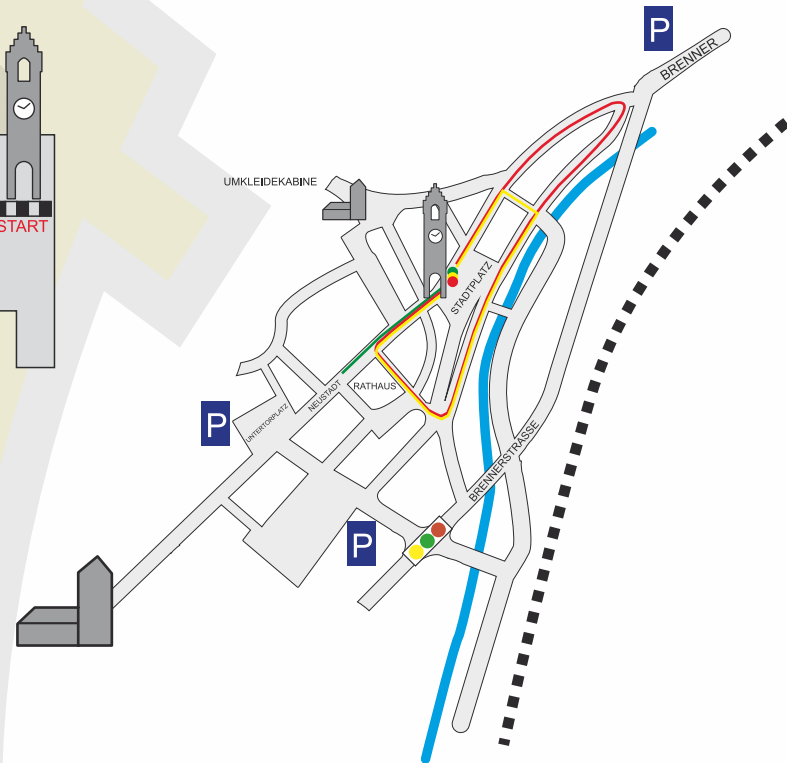 P
BRENNER
UMKLEIDEKABINE
START
STADTPLATZ
RATHAUS
NEUSTADT
UNTERTORPLATZ
P
BRENNERSTRASSE
P